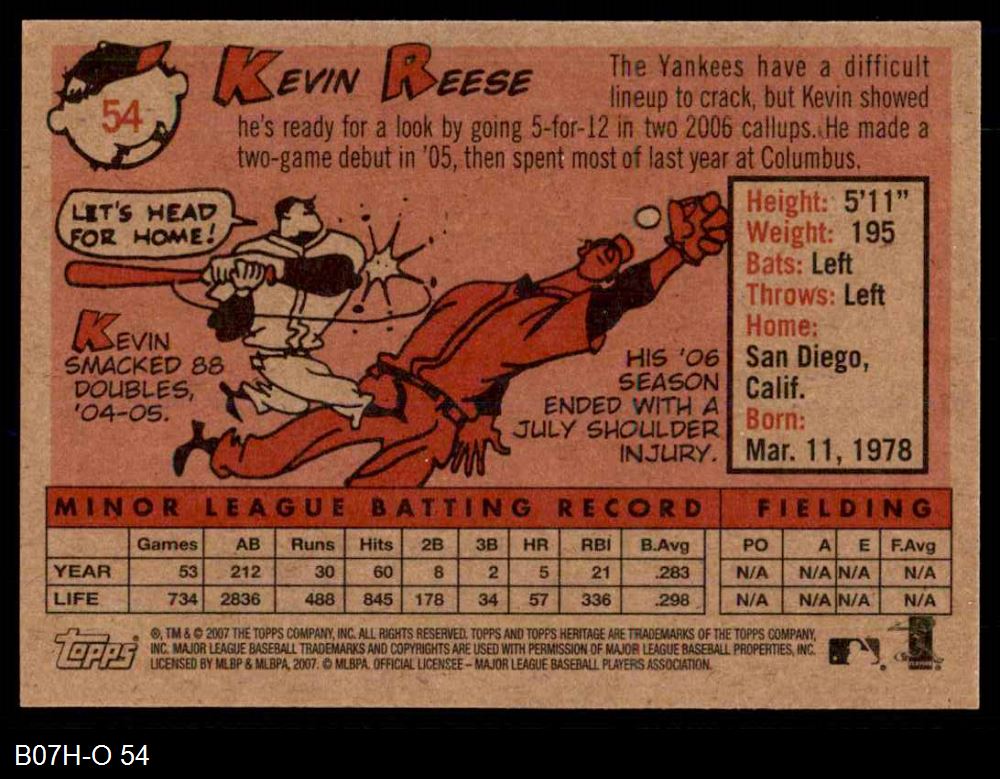 54
KEVIN REESE
The Yankees have a difficult
lineup to crack, but Kevin showed
he's ready for a look by going 5-for-12 in two 2006 callups. He made a
two-game debut in '05, then spent most of last year at Columbus.
LET'S HEAD
FOR HOME!
KEVIN
SMACKED 88
DOUBLES,
'04-05.
HIS '06
SEASON
ENDED WITH A
JULY SHOULDER
INJURY.
Height: 5'11"
Weight: 195
Bats: Left
Throws: Left
Home:
San Diego,
Calif.
Born:
Mar. 11, 1978
MINOR LEAGUE BATTING RECORD FIELDING
Games AB Runs Hits 2B 3B HR RBI B.Avg PO A E F.Avg
YEAR 53 212 30 60 8 2 5 21 .283 N/A N/A N/A N/A
LIFE 734 2836 488 845 178 34 57 336 .298 N/A N/A N/A N/A
Topps
®, TM & © 2007 THE TOPPS COMPANY, INC. ALL RIGHTS RESERVED. TOPPS AND TOPPS HERITAGE ARE TRADEMARKS OF THE TOPPS COMPANY,
INC. MAJOR LEAGUE BASEBALL TRADEMARKS AND COPYRIGHTS ARE USED WITH PERMISSION OF MAJOR LEAGUE BASEBALL PROPERTIES, INC.
LICENSED BY MLBP & MLBPA, 2007. © MLBPA. OFFICIAL LICENSEE – MAJOR LEAGUE BASEBALL PLAYERS ASSOCIATION.
B07H-O 54